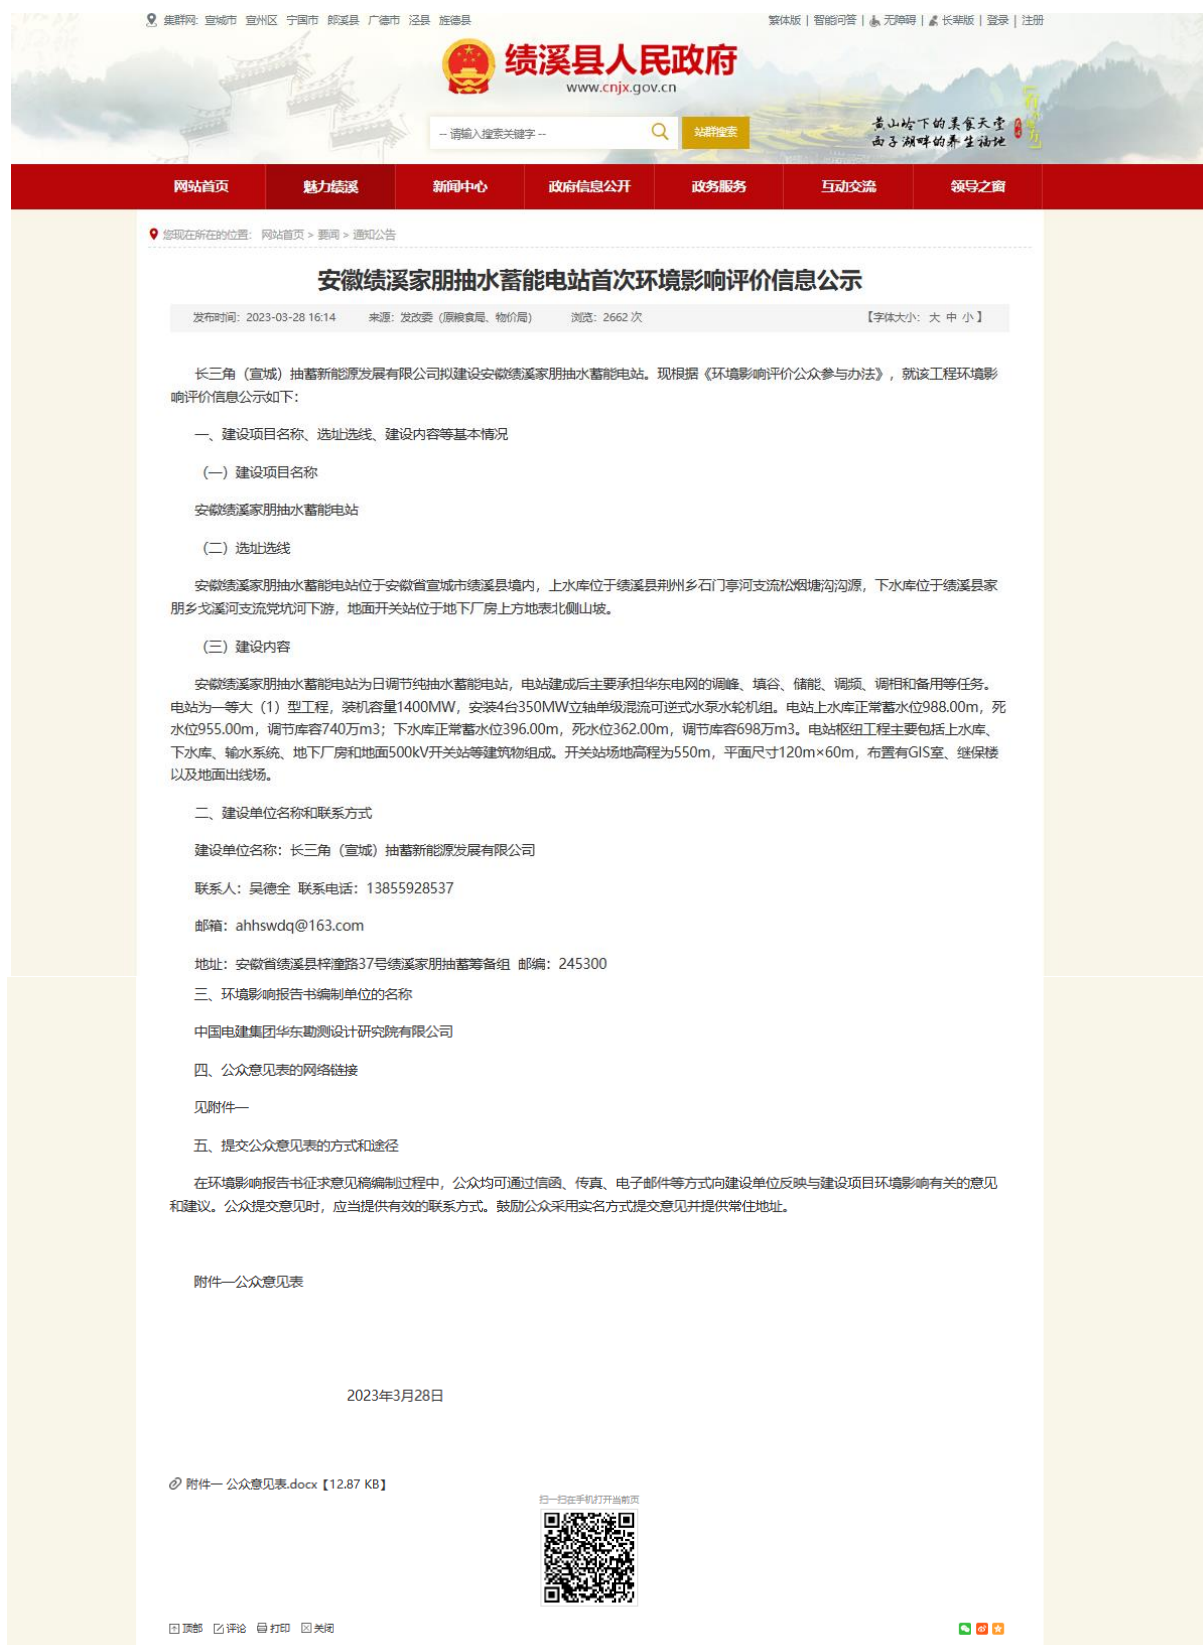 集群网: 宣城市 宣州区 宁国市 郎溪县 广德市 泾县 旌德县
繁体版 | 智能问答 | 无障碍 | 长辈版 | 登录 | 注册
绩溪县人民政府
www.cnjx.gov.cn
-- 请输入搜索关键字 --
站群搜索
黄山岭下的美食天堂
西子湖畔的养生福地
网站首页 魅力绩溪 新闻中心 政府信息公开 政务服务 互动交流 领导之窗
您现在所在的位置: 网站首页 > 要闻 > 通知公告
安徽绩溪家朋抽水蓄能电站首次环境影响评价信息公示
发布时间：2023-03-28 16:14 来源：发改委（原粮食局、物价局） 浏览：2662 次 【字体大小：大 中 小】
长三角（宣城）抽蓄新能源发展有限公司拟建设安徽绩溪家朋抽水蓄能电站。现根据《环境影响评价公众参与办法》，就该工程环境影
响评价信息公示如下：
一、建设项目名称、选址选线、建设内容等基本情况
（一）建设项目名称
安徽绩溪家朋抽水蓄能电站
（二）选址选线
安徽绩溪家朋抽水蓄能电站位于安徽省宣城市绩溪县境内，上水库位于绩溪县荆州乡石门亭河支流松烟塘沟沟源，下水库位于绩溪县家
朋乡戈溪河支流党坑河下游，地面开关站位于地下厂房上方地表北侧山坡。
（三）建设内容
安徽绩溪家朋抽水蓄能电站为日调节纯抽水蓄能电站，电站建成后主要承担华东电网的调峰、填谷、储能、调频、调相和备用等任务。
电站为一等大（1）型工程，装机容量1400MW，安装4台350MW立轴单级混流可逆式水泵水轮机组。电站上水库正常蓄水位988.00m，死
水位955.00m，调节库容740万m3；下水库正常蓄水位396.00m，死水位362.00m，调节库容698万m3。电站枢纽工程主要包括上水库、
下水库、输水系统、地下厂房和地面500kV开关站等建筑物组成。开关站场地高程为550m，平面尺寸120m×60m，布置有GIS室、继保楼
以及地面出线场。
二、建设单位名称和联系方式
建设单位名称：长三角（宣城）抽蓄新能源发展有限公司
联系人：吴德全 联系电话：13855928537
邮箱：ahhswdq@163.com
地址：安徽省绩溪县梓潼路37号绩溪家朋抽蓄筹备组 邮编：245300
三、环境影响报告书编制单位的名称
中国电建集团华东勘测设计研究院有限公司
四、公众意见表的网络链接
见附件一
五、提交公众意见表的方式和途径
在环境影响报告书征求意见稿编制过程中，公众均可通过信函、传真、电子邮件等方式向建设单位反映与建设项目环境影响有关的意见
和建议。公众提交意见时，应当提供有效的联系方式。鼓励公众采用实名方式提交意见并提供常住地址。
附件一公众意见表
2023年3月28日
附件一 公众意见表.docx【12.87 KB】
扫一扫在手机打开当前页
顶部 评论 打印 关闭